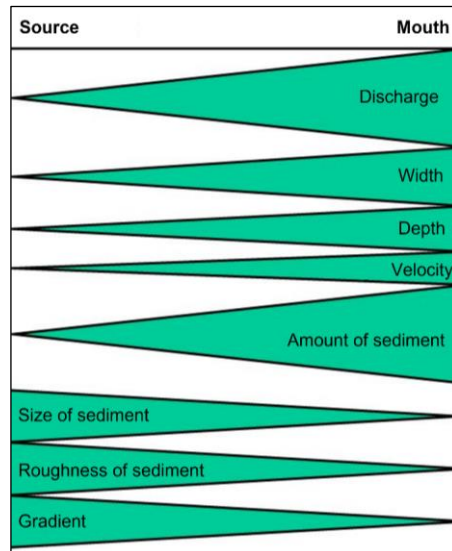 Source Mouth
Discharge
Width
Depth
Velocity
Amount of sediment
Size of sediment
Roughness of sediment
Gradient